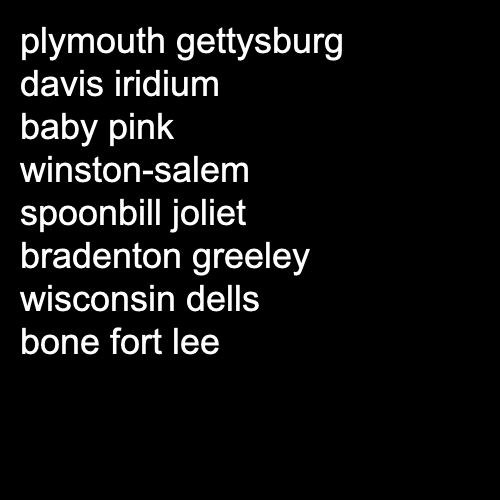 plymouth gettysburg
davis iridium
baby pink
winston-salem
spoonbill joliet
bradenton greeley
wisconsin dells
bone fort lee